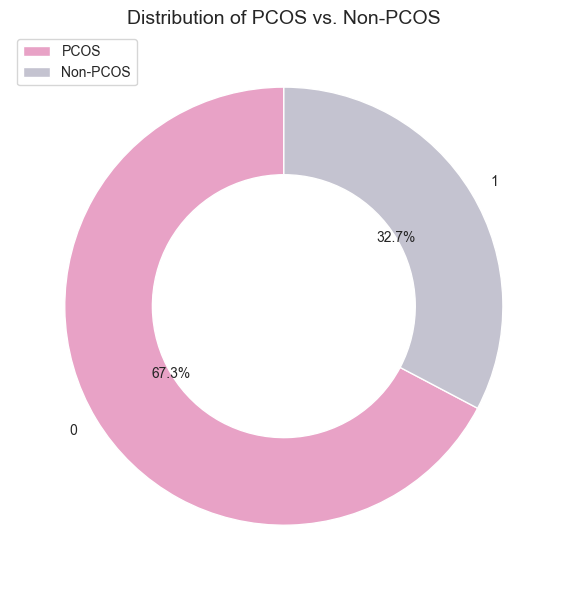 Distribution of PCOS vs. Non-PCOS
PCOS
Non-PCOS
1
32.7%
67.3%
0